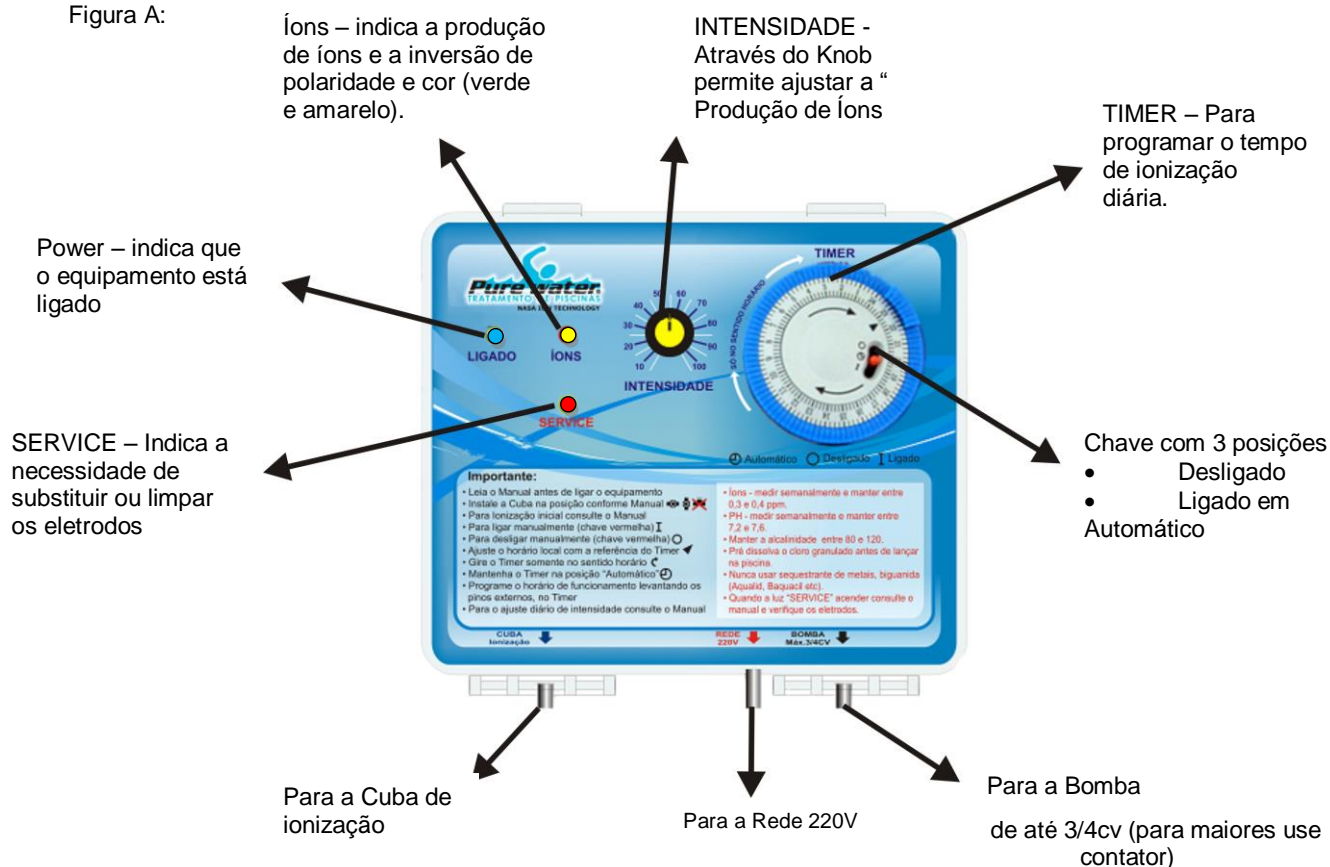 Figura A:
Íons – indica a produção
de íons e a inversão de
polaridade e cor (verde
e amarelo).
INTENSIDADE -
Através do Knob
permite ajustar a “
Produção de Íons
TIMER – Para
programar o tempo
de ionização
diária.
Power – indica que
o equipamento está
ligado
SERVICE – Indica a
necessidade de
substituir ou limpar
os eletrodos
Pure water
TRATAMENTO DE PISCINAS
NASA ION TECHNOLOGY
LIGADO
ÍONS
SERVICE
10
20
30
40
50
60
70
80
90
100
INTENSIDADE
TIMER
SÓ NO SENTIDO HORÁRIO
Automático Desligado Ligado
Importante:
• Leia o Manual antes de ligar o equipamento
• Instale a Cuba na posição conforme Manual
• Para Ionização inicial consulte o Manual
• Para ligar manualmente (chave vermelha)
• Para desligar manualmente (chave vermelha)
• Ajuste o horário local com a referência do Timer
• Gire o Timer somente no sentido horário
• Mantenha o Timer na posição “Automático”
• Programe o horário de funcionamento levantando os
pinos externos, no Timer
• Para o ajuste diário de intensidade consulte o Manual
• Íons - medir semanalmente e manter entre
0,3 e 0,4 ppm.
• PH - medir semanalmente e manter entre
7,2 e 7,6.
• Manter a alcalinidade entre 80 e 120.
• Pré dissolva o cloro granulado antes de lançar
na piscina.
• Nunca usar sequestrante de metais, biguanida
(Aqualid, Baquacil etc).
• Quando a luz “SERVICE” acender consulte o
manual e verifique os eletrodos.
CUBA
Ionização
REDE
220V
BOMBA
Máx.3/4CV
Chave com 3 posições
• Desligado
• Ligado em
Automático
Para a Cuba de
ionização
Para a Rede 220V
Para a Bomba
de até 3/4cv (para maiores use
contator)